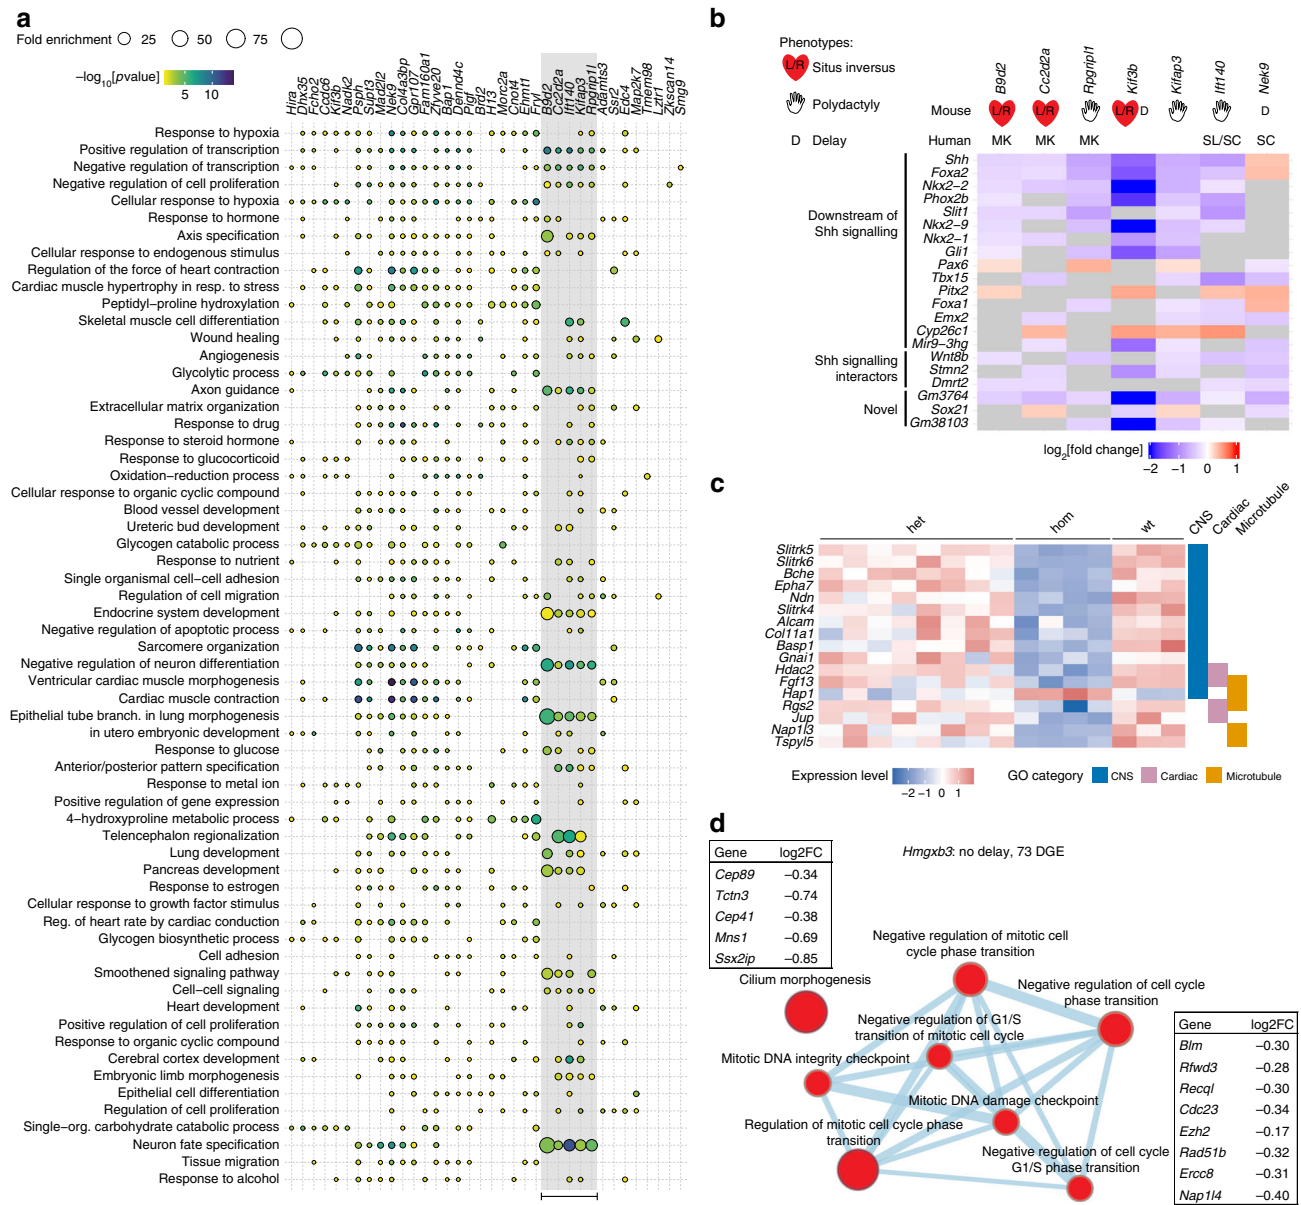 a
Fold enrichment 25 50 75
−log10[pvalue]
5 10
Hira
Dhx35
Fcho2
Ccdc6
Kif3b
Nadk2
Psph
Supt3
Mad2l2
Nek9
Col4a3bp
Gpr107
Fam160a1
Zfyve20
Bap1
Dennd4c
Pigf
Brd2
H13
Morc2a
Cnot4
Ehmt1
Fryl
B9d2
Cc2d2a
Ift140
Kifap3
Rpgrip1l
Adamts3
Ssr2
Edc4
Map2k7
Lztr1
Tmem98
Zkscan14
Smg9
Response to hypoxia
Positive regulation of transcription
Negative regulation of transcription
Negative regulation of cell proliferation
Cellular response to hypoxia
Response to hormone
Axis specification
Cellular response to endogenous stimulus
Regulation of the force of heart contraction
Cardiac muscle hypertrophy in resp. to stress
Peptidyl−proline hydroxylation
Skeletal muscle cell differentiation
Wound healing
Angiogenesis
Glycolytic process
Axon guidance
Extracellular matrix organization
Response to drug
Response to steroid hormone
Response to glucocorticoid
Oxidation−reduction process
Cellular response to organic cyclic compound
Blood vessel development
Ureteric bud development
Glycogen catabolic process
Response to nutrient
Single organismal cell−cell adhesion
Regulation of cell migration
Endocrine system development
Negative regulation of apoptotic process
Sarcomere organization
Negative regulation of neuron differentiation
Ventricular cardiac muscle morphogenesis
Cardiac muscle contraction
Epithelial tube branch. in lung morphogenesis
in utero embryonic development
Response to glucose
Anterior/posterior pattern specification
Response to metal ion
Positive regulation of gene expression
4−hydroxyproline metabolic process
Telencephalon regionalization
Lung development
Pancreas development
Response to estrogen
Cellular response to growth factor stimulus
Reg. of heart rate by cardiac conduction
Glycogen biosynthetic process
Cell adhesion
Smoothened signaling pathway
Cell−cell signaling
Heart development
Positive regulation of cell proliferation
Response to organic cyclic compound
Cerebral cortex development
Embryonic limb morphogenesis
Epithelial cell differentiation
Regulation of cell proliferation
Single−org. carbohydrate catabolic process
Neuron fate specification
Tissue migration
Response to alcohol
b
Phenotypes:
L/R Situs inversus
Polydactyly
D Delay
B9d2
Cc2d2a
Rpgripl1
Kif3b
Kifap3
Ift140
Nek9
Mouse L/R L/R L/R D D
Human MK MK MK SL/SC SC
Downstream of
Shh signalling
Shh
Foxa2
Nkx2−2
Phox2b
Slit1
Nkx2−9
Nkx2−1
Gli1
Pax6
Tbx15
Pitx2
Foxa1
Emx2
Cyp26c1
Mir9−3hg
Shh signalling
interactors
Wnt8b
Stmn2
Dmrt2
Novel
Gm3764
Sox21
Gm38103
log2[fold change]
−2 −1 0 1
c
het hom wt
CNS
Cardiac
Microtubule
Slitrk5
Slitrk6
Bche
Epha7
Ndn
Slitrk4
Alcam
Col11a1
Basp1
Gnai1
Hdac2
Fgf13
Hap1
Rgs2
Jup
Nap1l3
Tspyl5
Expression level
−2 −1 0 1
GO category CNS Cardiac Microtubule
d
Gene log2FC
Cep89 −0.34
Tctn3 −0.74
Cep41 −0.38
Mns1 −0.69
Ssx2ip −0.85
Hmgxb3: no delay, 73 DGE
Cilium morphogenesis
Negative regulation of mitotic cell
cycle phase transition
Negative regulation of cell cycle
phase transition
Negative regulation of G1/S
transition of mitotic cell cycle
Mitotic DNA integrity checkpoint
Mitotic DNA damage checkpoint
Regulation of mitotic cell cycle phase
transition
Negative regulation of cell cycle
G1/S phase transition
Gene log2FC
Blm −0.30
Rfwd3 −0.28
Recql −0.30
Cdc23 −0.34
Ezh2 −0.17
Rad51b −0.32
Ercc8 −0.31
Nap1l4 −0.40